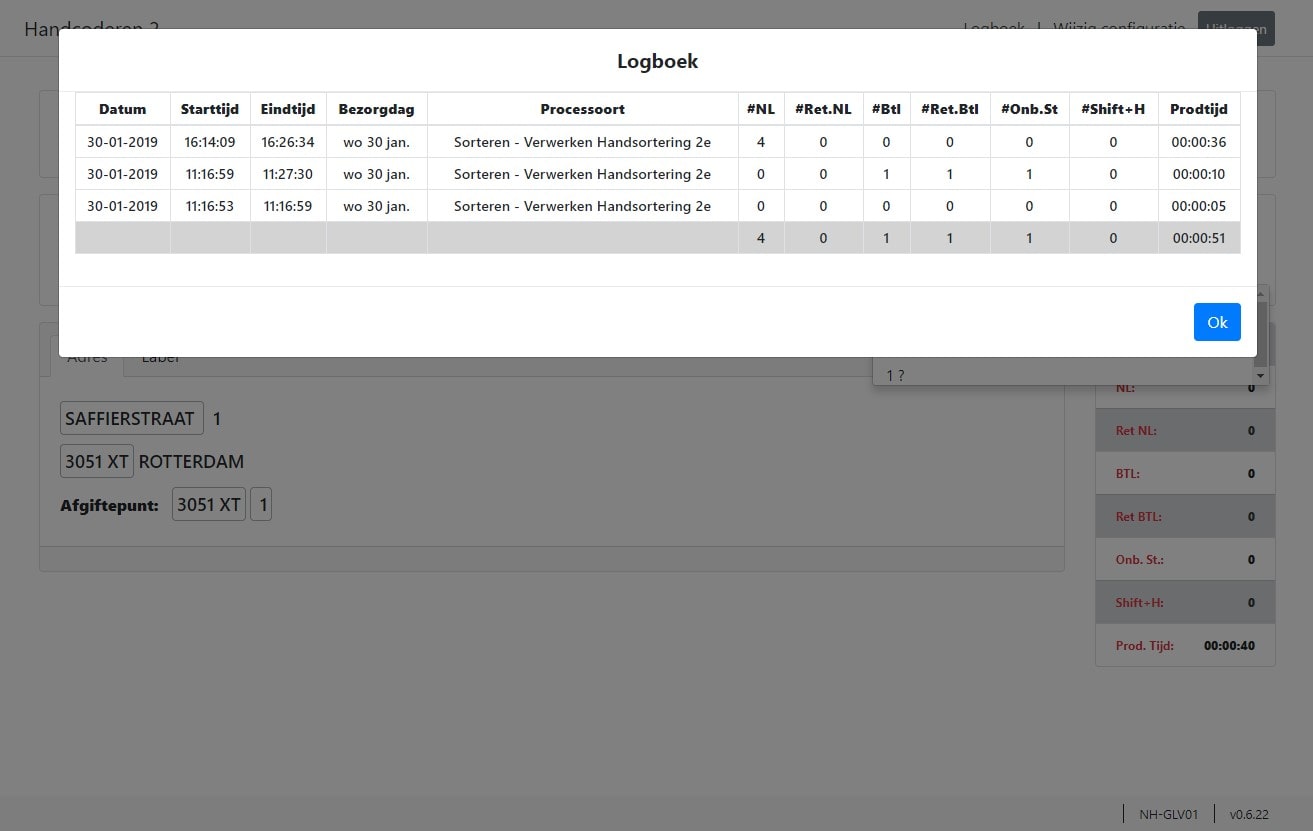 Handcoderen 2
Logboek | Wijzig configuratie Uitloggen
Logboek
Datum Starttijd Eindtijd Bezorgdag Processoort #NL #Ret.NL #Btl #Ret.Btl #Onb.St #Shift+H Prodtijd
30-01-2019 16:14:09 16:26:34 wo 30 jan. Sorteren - Verwerken Handsortering 2e 4 0 0 0 0 0 00:00:36
30-01-2019 11:16:59 11:27:30 wo 30 jan. Sorteren - Verwerken Handsortering 2e 0 0 1 1 1 0 00:00:10
30-01-2019 11:16:53 11:16:59 wo 30 jan. Sorteren - Verwerken Handsortering 2e 0 0 0 0 0 0 00:00:05
4 0 1 1 1 0 00:00:51
Ok
Adres Label
1 ?
SAFFIERSTRAAT 1
3051 XT ROTTERDAM
Afgiftepunt: 3051 XT 1
NL: 0
Ret NL: 0
BTL: 0
Ret BTL: 0
Onb. St.: 0
Shift+H: 0
Prod. Tijd: 00:00:40
NH-GLV01 v0.6.22